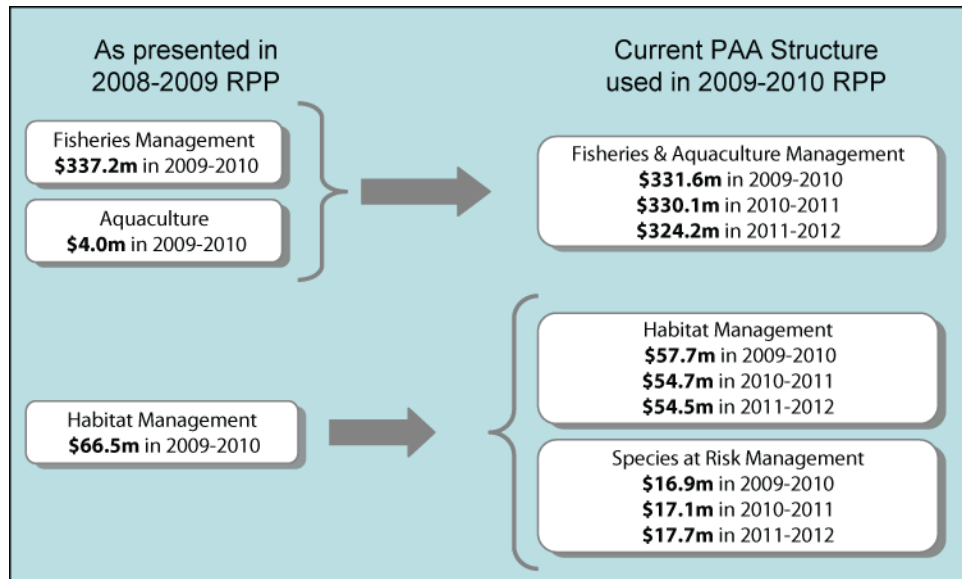 As presented in
2008-2009 RPP
Fisheries Management
$337.2m in 2009-2010
Aquaculture
$4.0m in 2009-2010
Habitat Management
$66.5m in 2009-2010
Current PAA Structure
used in 2009-2010 RPP
Fisheries & Aquaculture Management
$331.6m in 2009-2010
$330.1m in 2010-2011
$324.2m in 2011-2012
Habitat Management
$57.7m in 2009-2010
$54.7m in 2010-2011
$54.5m in 2011-2012
Species at Risk Management
$16.9m in 2009-2010
$17.1m in 2010-2011
$17.7m in 2011-2012